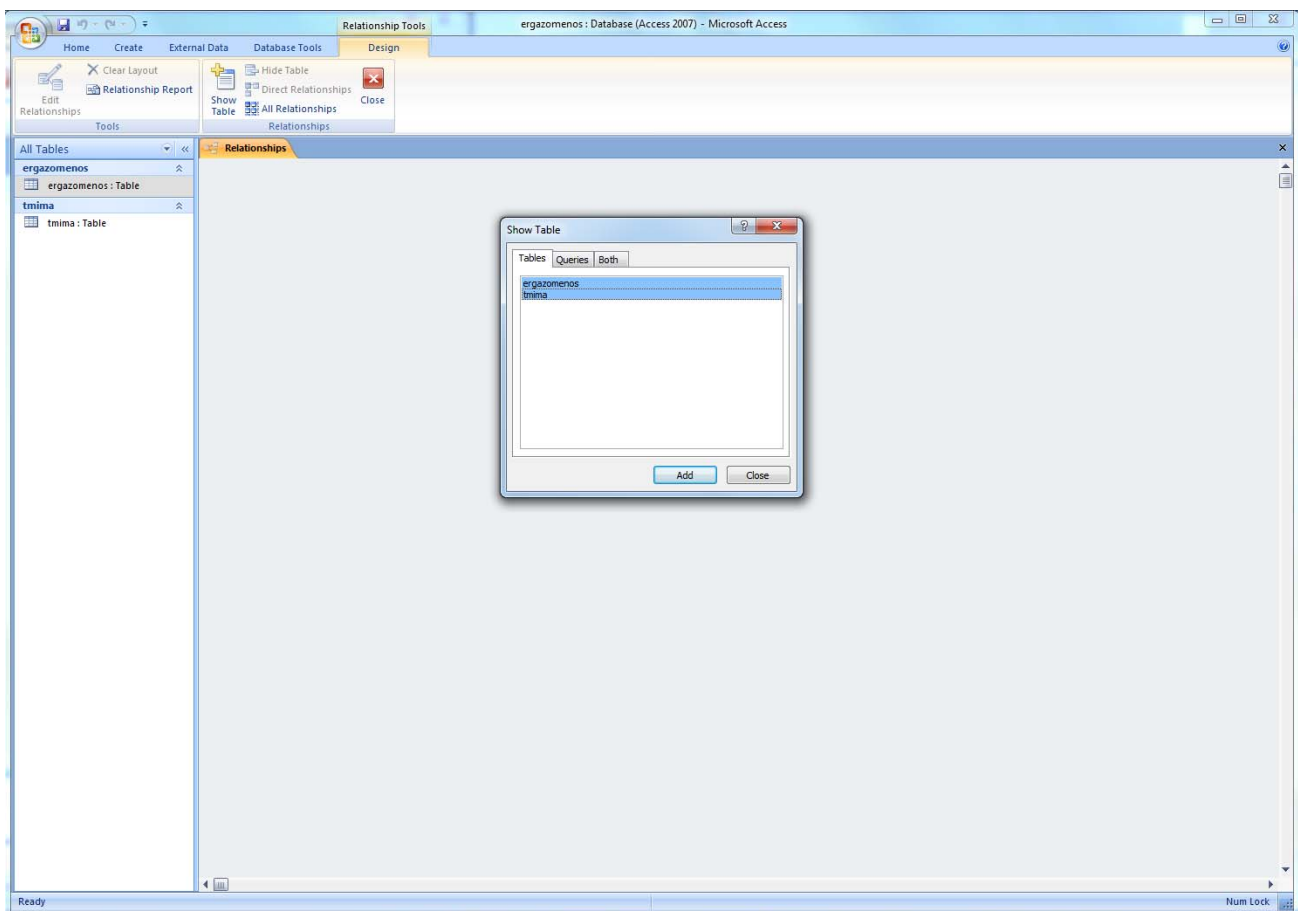 Relationship Tools
ergazomenos : Database (Access 2007) - Microsoft Access
Home Create External Data Database Tools Design
Edit Relationships
Clear Layout
Relationship Report
Tools
Show Table
Hide Table
Direct Relationships
All Relationships
Close
Relationships
All Tables
ergazomenos
ergazomenos : Table
tmima
tmima : Table
Relationships
Show Table
Tables Queries Both
ergazomenos
tmima
Add Close
Ready
Num Lock